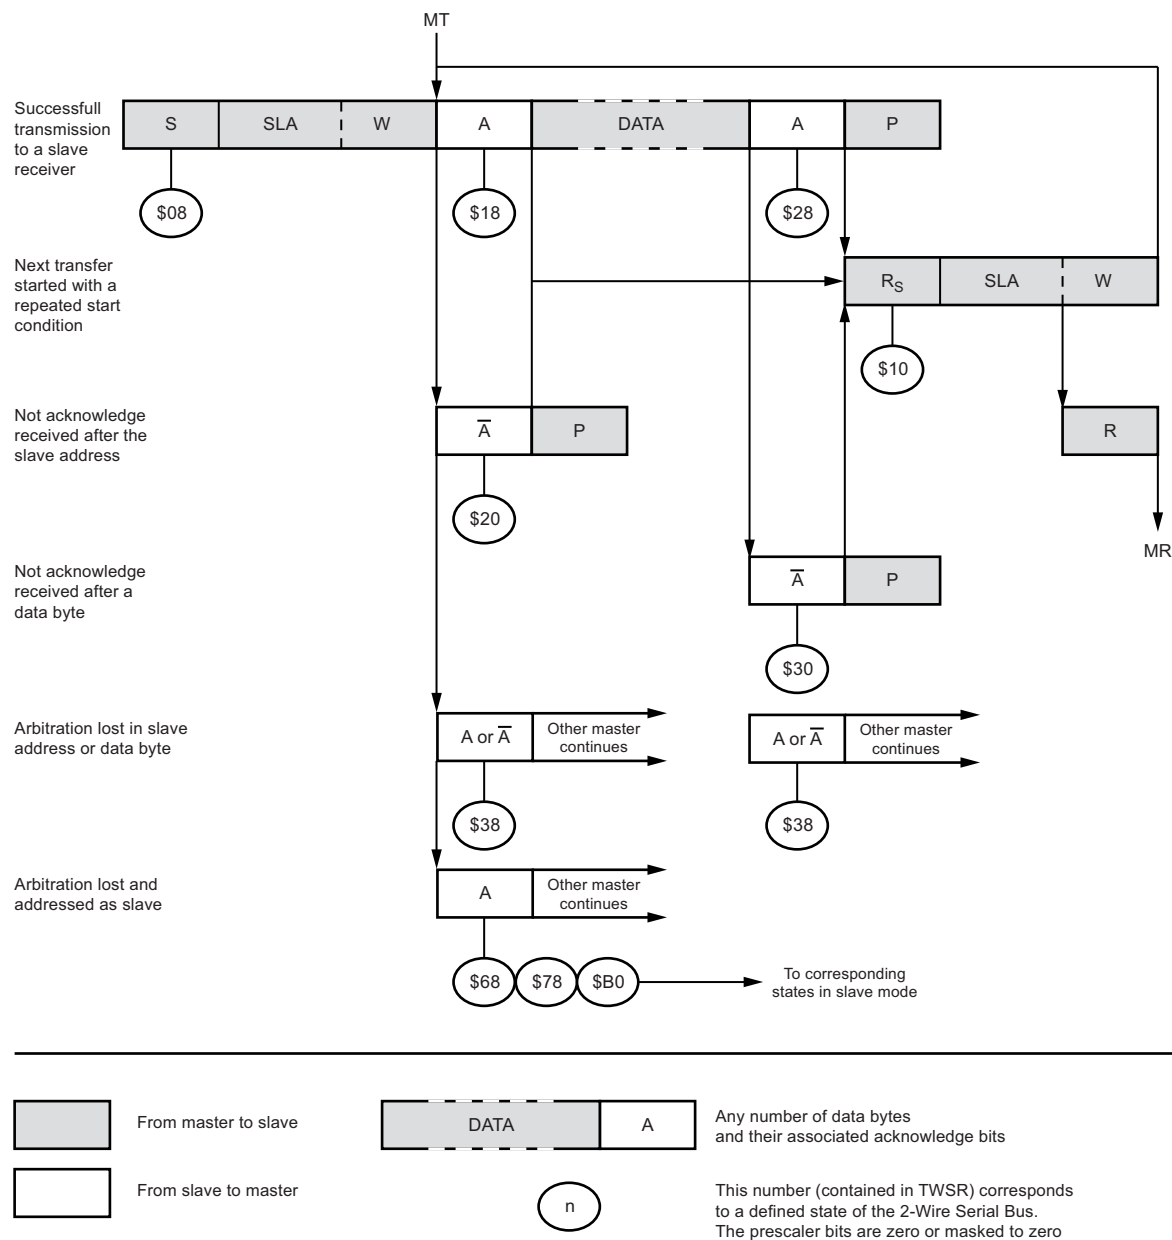 MT
Successfull
transmission
to a slave
receiver
S SLA W A DATA A P
$08 $18 $28
Next transfer
started with a
repeated start
condition
RS SLA W
$10
Not acknowledge
received after the
slave address
A̅ P R
$20
MR
Not acknowledge
received after a
data byte
A̅ P
$30
Arbitration lost in slave
address or data byte
A or A̅
Other master
continues
A or A̅
Other master
continues
$38 $38
Arbitration lost and
addressed as slave
A
Other master
continues
$68 $78 $B0
To corresponding
states in slave mode
From master to slave
DATA A
Any number of data bytes
and their associated acknowledge bits
From slave to master
n
This number (contained in TWSR) corresponds
to a defined state of the 2-Wire Serial Bus.
The prescaler bits are zero or masked to zero